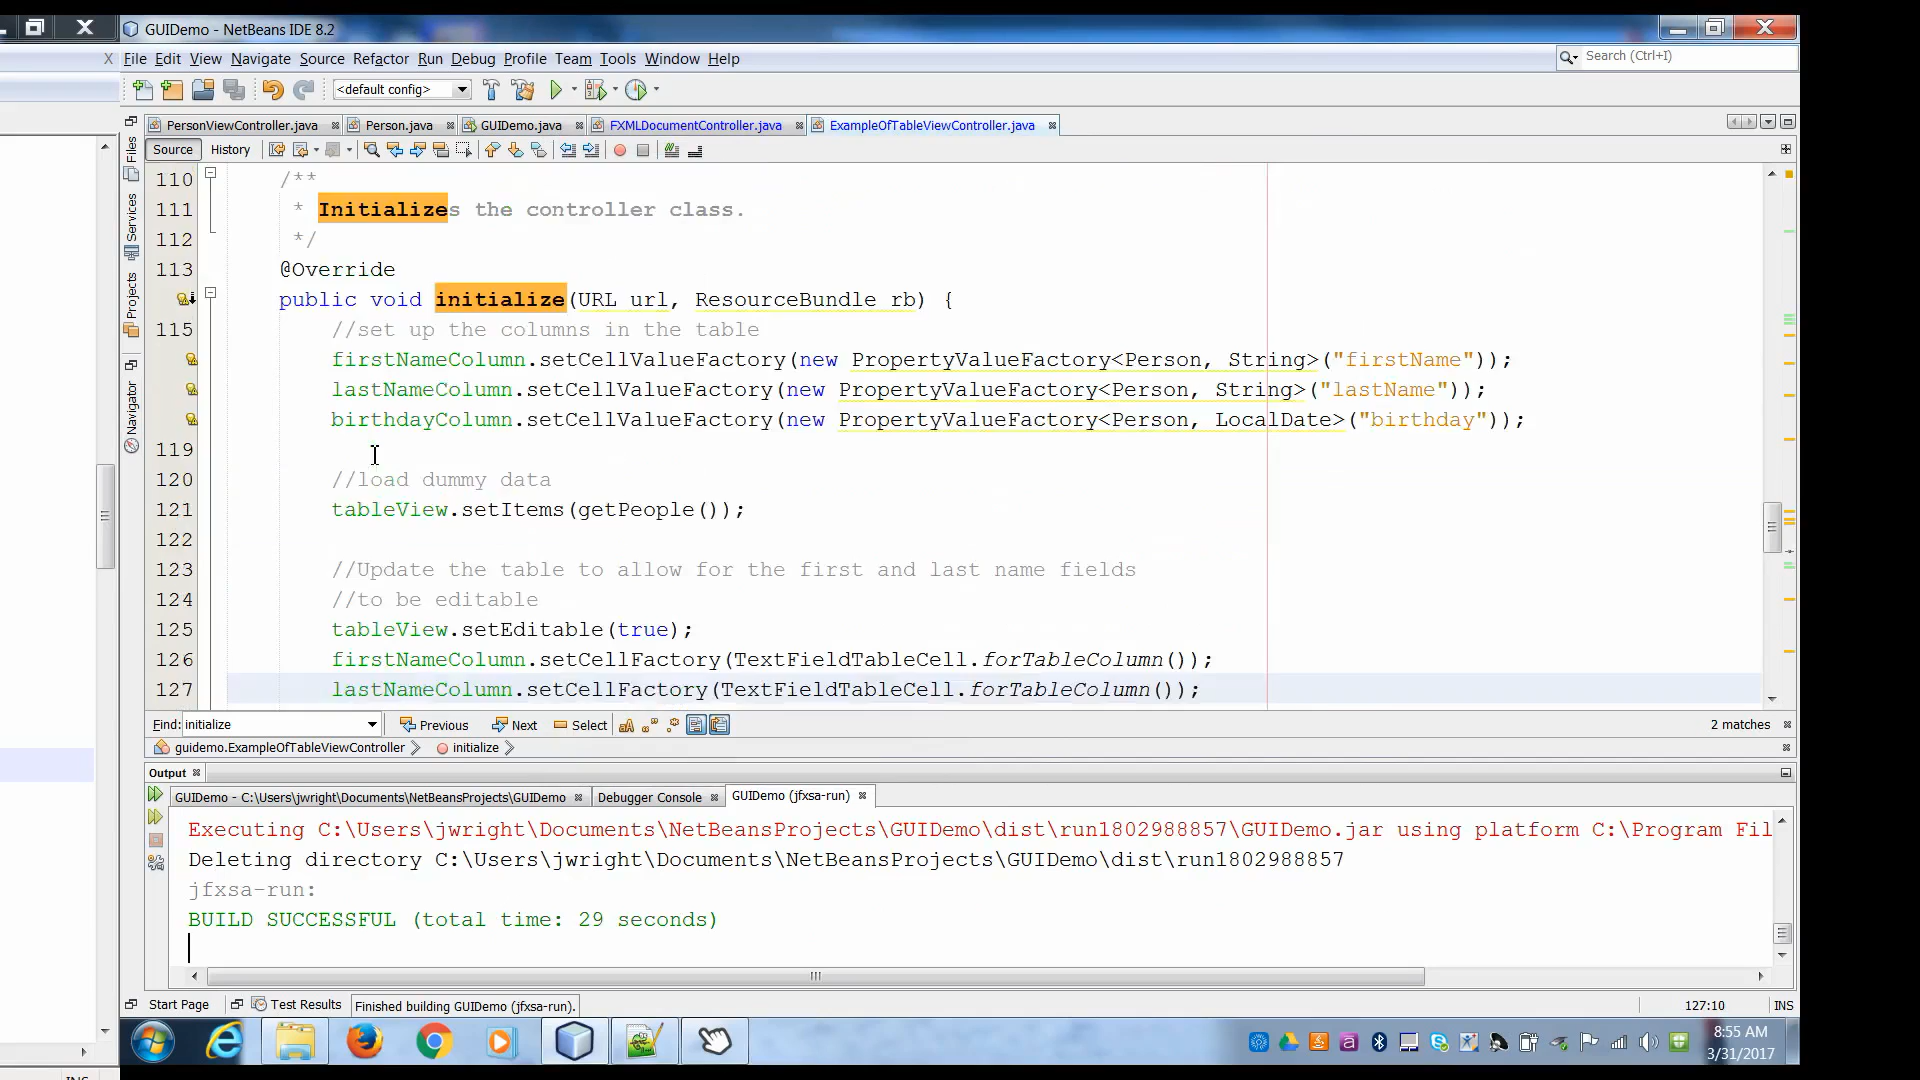 GUIDemo - NetBeans IDE 8.2
X File Edit View Navigate Source Refactor Run Debug Profile Team Tools Window Help
Search (Ctrl+I)
<default config>
PersonViewController.java Person.java GUIDemo.java FXMLDocumentController.java ExampleOfTableViewController.java
Source History
Files
Services
Projects
Navigator
110 /**
111 * Initializes the controller class.
112 */
113 @Override
public void initialize(URL url, ResourceBundle rb) {
115 //set up the columns in the table
firstNameColumn.setCellValueFactory(new PropertyValueFactory<Person, String>("firstName"));
lastNameColumn.setCellValueFactory(new PropertyValueFactory<Person, String>("lastName"));
birthdayColumn.setCellValueFactory(new PropertyValueFactory<Person, LocalDate>("birthday"));
119
120 //load dummy data
121 tableView.setItems(getPeople());
122
123 //Update the table to allow for the first and last name fields
124 //to be editable
125 tableView.setEditable(true);
126 firstNameColumn.setCellFactory(TextFieldTableCell.forTableColumn());
127 lastNameColumn.setCellFactory(TextFieldTableCell.forTableColumn());
Find: initialize Previous Next Select 2 matches
guidemo.ExampleOfTableViewController initialize
Output
GUIDemo - C:\Users\jwright\Documents\NetBeansProjects\GUIDemo Debugger Console GUIDemo (jfxsa-run)
Executing C:\Users\jwright\Documents\NetBeansProjects\GUIDemo\dist\run1802988857\GUIDemo.jar using platform C:\Program Fil
Deleting directory C:\Users\jwright\Documents\NetBeansProjects\GUIDemo\dist\run1802988857
jfxsa-run:
BUILD SUCCESSFUL (total time: 29 seconds)
Start Page Test Results Finished building GUIDemo (jfxsa-run). 127:10 INS
8:55 AM
3/31/2017